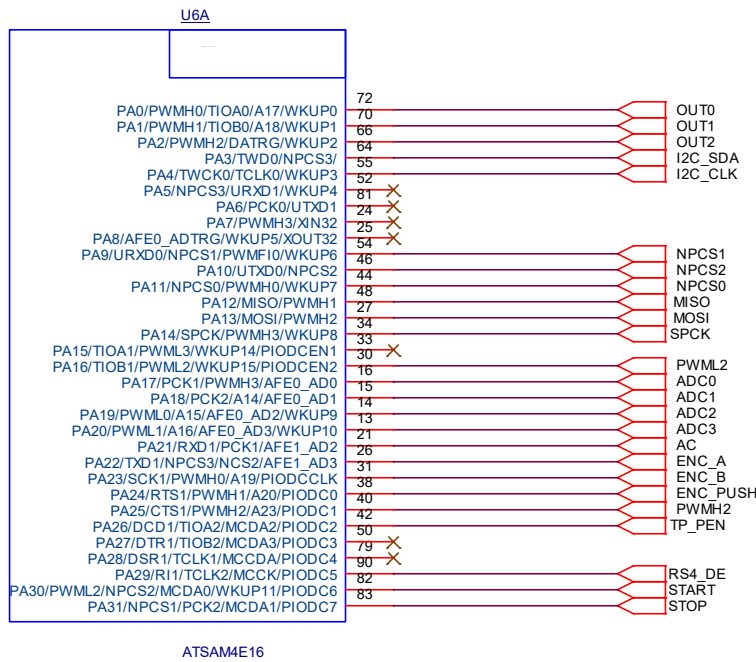 U6A
PA0/PWMH0/TIOA0/A17/WKUP0 72 OUT0
PA1/PWMH1/TIOB0/A18/WKUP1 70 OUT1
PA2/PWMH2/DATRG/WKUP2 66 OUT2
PA3/TWD0/NPCS3/ 64 I2C_SDA
PA4/TWCK0/TCLK0/WKUP3 55 I2C_CLK
PA5/NPCS3/URXD1/WKUP4 52
PA6/PCK0/UTXD1 81
PA7/PWMH3/XIN32 24
PA8/AFE0_ADTRG/WKUP5/XOUT32 25
PA9/URXD0/NPCS1/PWMFI0/WKUP6 54 NPCS1
PA10/UTXD0/NPCS2 46 NPCS2
PA11/NPCS0/PWMH0/WKUP7 44 NPCS0
PA12/MISO/PWMH1 48 MISO
PA13/MOSI/PWMH2 27 MOSI
PA14/SPCK/PWMH3/WKUP8 34 SPCK
PA15/TIOA1/PWML3/WKUP14/PIODCEN1 33
PA16/TIOB1/PWML2/WKUP15/PIODCEN2 30 PWML2
PA17/PCK1/PWMH3/AFE0_AD0 16 ADC0
PA18/PCK2/A14/AFE0_AD1 15 ADC1
PA19/PWML0/A15/AFE0_AD2/WKUP9 14 ADC2
PA20/PWML1/A16/AFE0_AD3/WKUP10 13 ADC3
PA21/RXD1/PCK1/AFE1_AD2 21 AC
PA22/TXD1/NPCS3/NCS2/AFE1_AD3 26 ENC_A
PA23/SCK1/PWMH0/A19/PIODCCLK 31 ENC_B
PA24/RTS1/PWMH1/A20/PIODC0 38 ENC_PUSH
PA25/CTS1/PWMH2/A23/PIODC1 40 PWMH2
PA26/DCD1/TIOA2/MCDA2/PIODC2 42 TP_PEN
PA27/DTR1/TIOB2/MCDA3/PIODC3 50
PA28/DSR1/TCLK1/MCCDA/PIODC4 79
PA29/RI1/TCLK2/MCCK/PIODC5 90 RS4_DE
PA30/PWML2/NPCS2/MCDA0/WKUP11/PIODC6 82 START
PA31/NPCS1/PCK2/MCDA1/PIODC7 83 STOP
ATSAM4E16